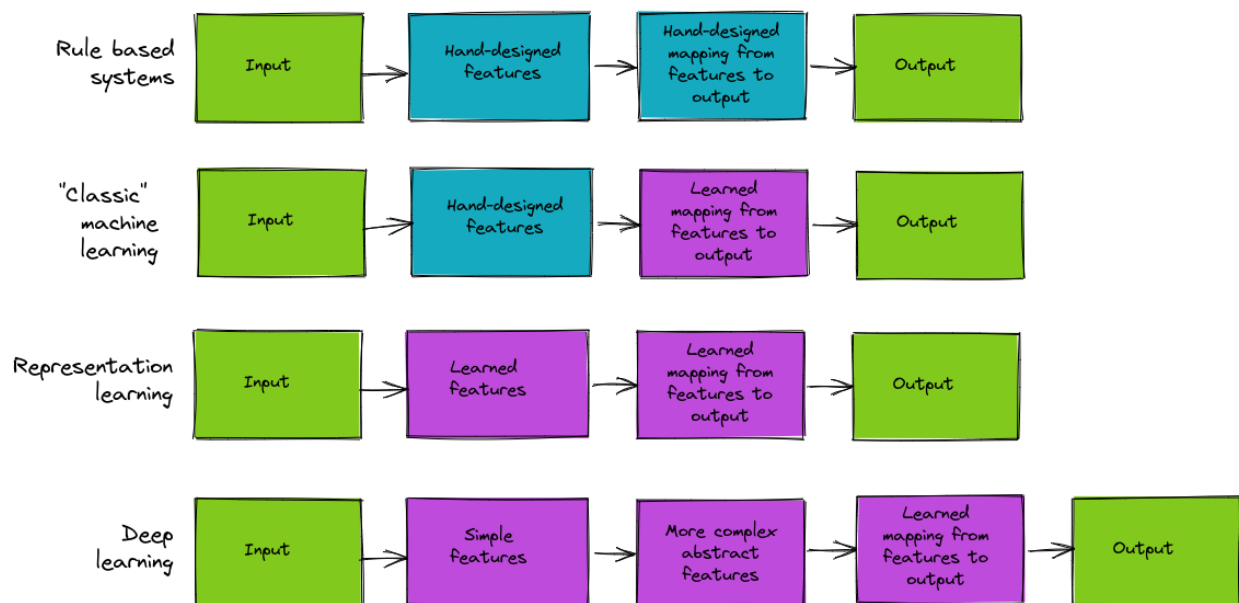 Rule based
systems
Input
Hand-designed
features
Hand-designed
mapping from
features to
output
Output
"Classic"
machine
learning
Input
Hand-designed
features
Learned
mapping from
features to
output
Output
Representation
learning
Input
Learned
features
Learned
mapping from
features to
output
Output
Deep
learning
Input
Simple
features
More complex
abstract
features
Learned
mapping from
features to
output
Output